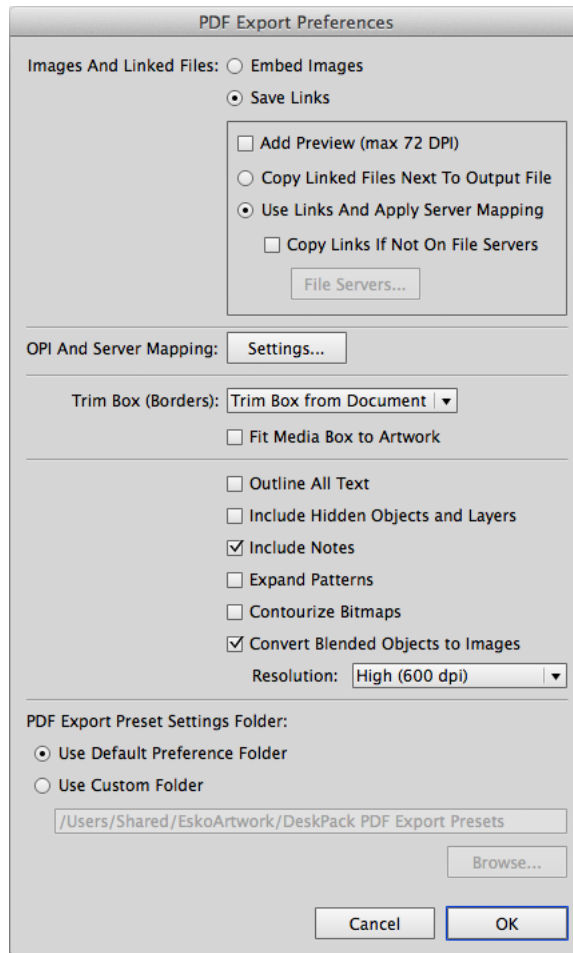 PDF Export Preferences
Images And Linked Files: Embed Images
Save Links
Add Preview (max 72 DPI)
Copy Linked Files Next To Output File
Use Links And Apply Server Mapping
Copy Links If Not On File Servers
File Servers...
OPI And Server Mapping: Settings...
Trim Box (Borders): Trim Box from Document
Fit Media Box to Artwork
Outline All Text
Include Hidden Objects and Layers
Include Notes
Expand Patterns
Contourize Bitmaps
Convert Blended Objects to Images
Resolution: High (600 dpi)
PDF Export Preset Settings Folder:
Use Default Preference Folder
Use Custom Folder
/Users/Shared/EskoArtwork/DeskPack PDF Export Presets
Browse...
Cancel OK